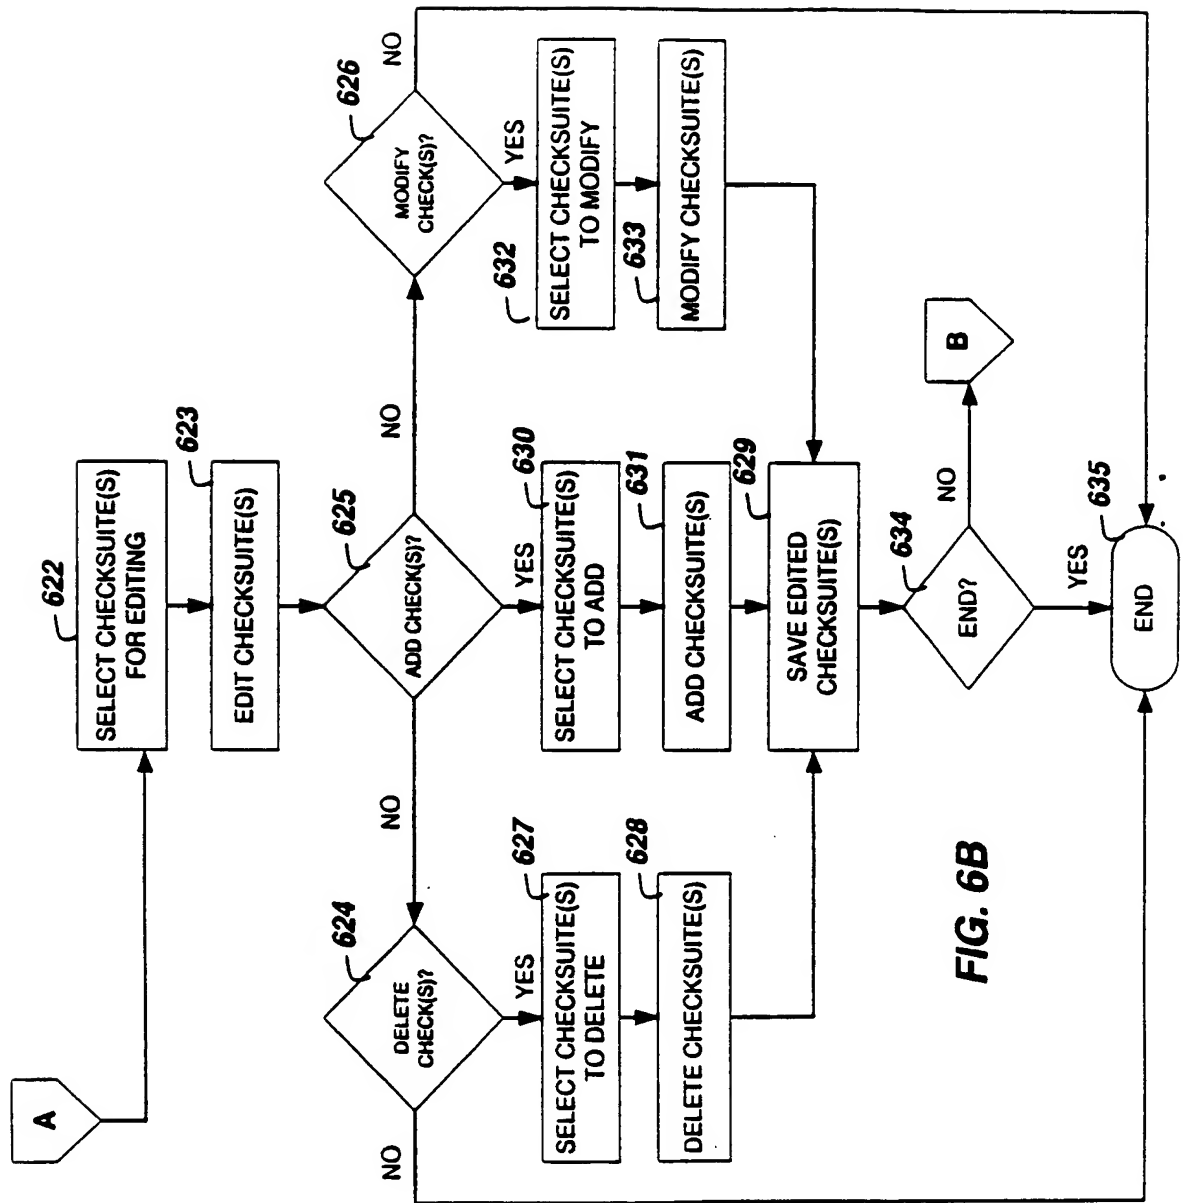 A
622
SELECT CHECKSUITE(S)
FOR EDITING
623
EDIT CHECKSUITE(S)
624
DELETE
CHECK(S)?
NO
625
ADD CHECK(S)?
NO
626
MODIFY
CHECK(S)?
NO
NO
YES
YES
YES
627
SELECT CHECKSUITE(S)
TO DELETE
630
SELECT CHECKSUITE(S)
TO ADD
632
SELECT CHECKSUITE(S)
TO MODIFY
628
DELETE CHECKSUITE(S)
631
ADD CHECKSUITE(S)
633
MODIFY CHECKSUITE(S)
629
SAVE EDITED
CHECKSUITE(S)
634
END?
NO
B
YES
635
END
FIG. 6B